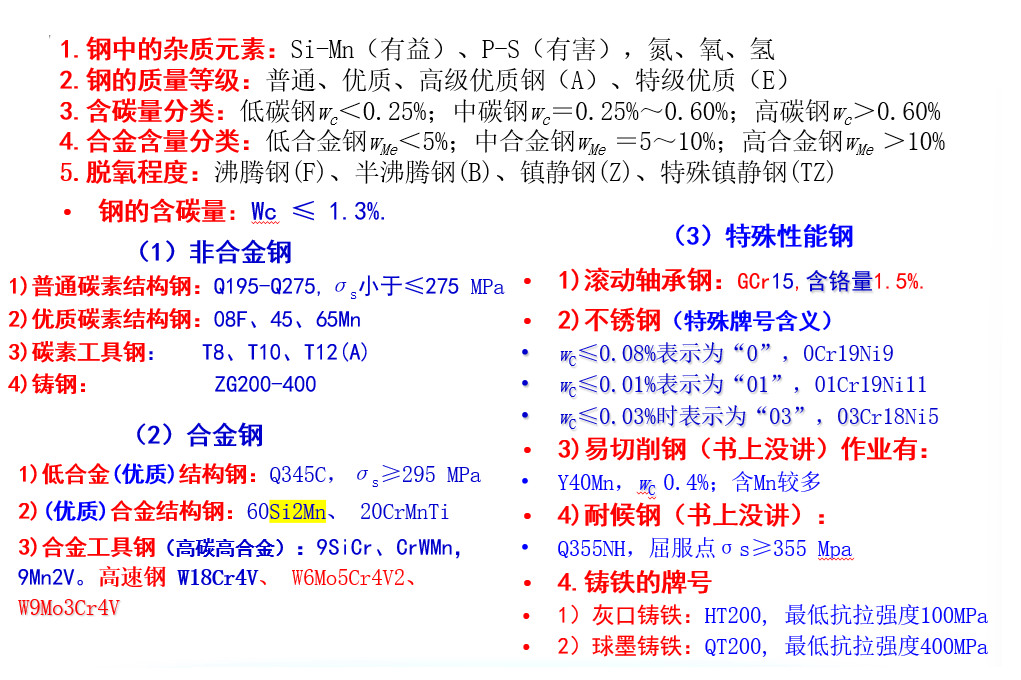 1.钢中的杂质元素：Si-Mn（有益）、P-S（有害），氮、氧、氢
2.钢的质量等级：普通、优质、高级优质钢（A）、特级优质（E）
3.含碳量分类：低碳钢wc＜0.25%；中碳钢wc＝0.25%～0.60%；高碳钢wc＞0.60%
4.合金含量分类：低合金钢wMe＜5%；中合金钢wMe ＝5～10%；高合金钢wMe ＞10%
5.脱氧程度：沸腾钢(F)、半沸腾钢(B)、镇静钢(Z)、特殊镇静钢(TZ)
• 钢的含碳量：Wc ≤ 1.3%.
（1）非合金钢
1)普通碳素结构钢：Q195-Q275,σs小于≤275 MPa
2)优质碳素结构钢：08F、45、65Mn
3)碳素工具钢： T8、T10、T12(A)
4)铸钢： ZG200-400
（2）合金钢
1)低合金(优质)结构钢：Q345C，σs≥295 MPa
2)(优质)合金结构钢：60Si2Mn、 20CrMnTi
3)合金工具钢（高碳高合金）：9SiCr、CrWMn，
9Mn2V。高速钢 W18Cr4V、 W6Mo5Cr4V2、
W9Mo3Cr4V
（3）特殊性能钢
• 1)滚动轴承钢：GCr15,含铬量1.5%.
• 2)不锈钢（特殊牌号含义）
• wC≤0.08%表示为“0”，0Cr19Ni9
• wC≤0.01%表示为“01”，01Cr19Ni11
• wC≤0.03%时表示为“03”，03Cr18Ni5
• 3)易切削钢（书上没讲）作业有：
• Y40Mn，wC 0.4%；含Mn较多
• 4)耐候钢（书上没讲）：
• Q355NH，屈服点σs≥355 Mpa
• 4.铸铁的牌号
• 1）灰口铸铁：HT200, 最低抗拉强度100MPa
• 2）球墨铸铁：QT200, 最低抗拉强度400MPa